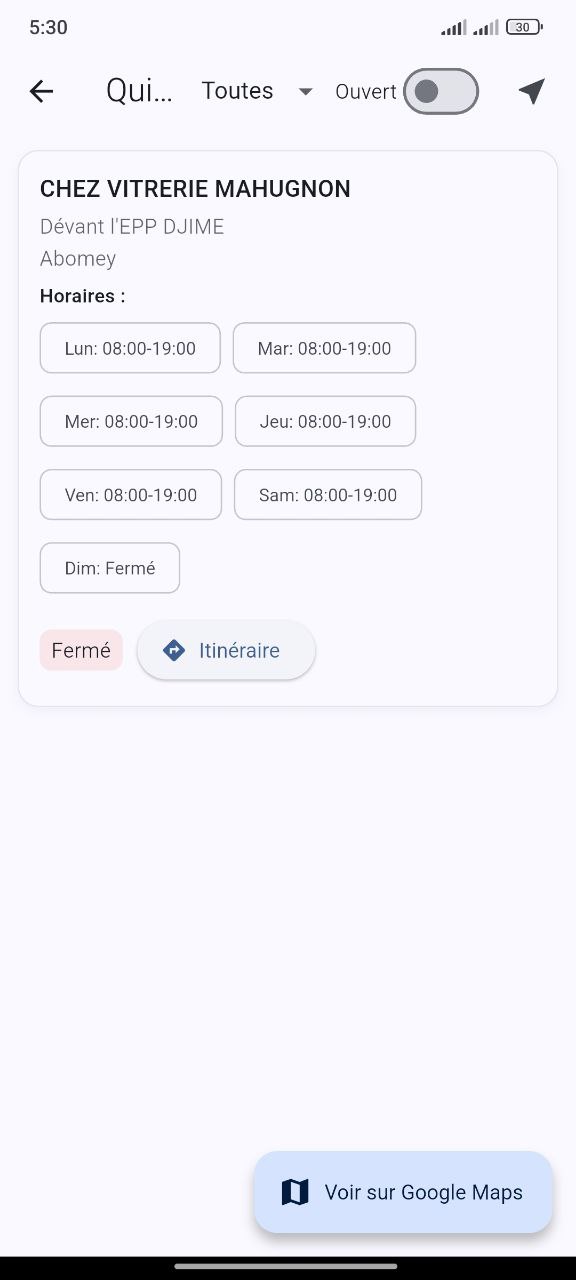 5:30
30
Qui...
Toutes
Ouvert
CHEZ VITRERIE MAHUGNON
Dévant l'EPP DJIME
Abomey
Horaires :
Lun: 08:00-19:00
Mar: 08:00-19:00
Mer: 08:00-19:00
Jeu: 08:00-19:00
Ven: 08:00-19:00
Sam: 08:00-19:00
Dim: Fermé
Fermé
Itinéraire
Voir sur Google Maps